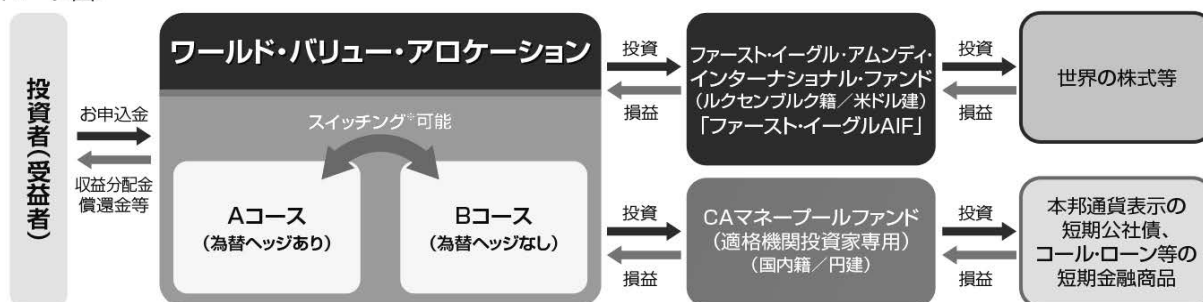 投資者(受益者)
お申込金
収益分配金
償還金等
ワールド・バリュー・アロケーション
スイッチング※可能
Aコース
(為替ヘッジあり)
Bコース
(為替ヘッジなし)
投資
損益
ファースト・イーグル・アムンディ・
インターナショナル・ファンド
(ルクセンブルク籍/米ドル建)
「ファースト・イーグルAIF」
投資
損益
世界の株式等
投資
損益
CAマネープールファンド
(適格機関投資家専用)
(国内籍/円建)
投資
損益
本邦通貨表示の
短期公社債、
コール・ローン等の
短期金融商品